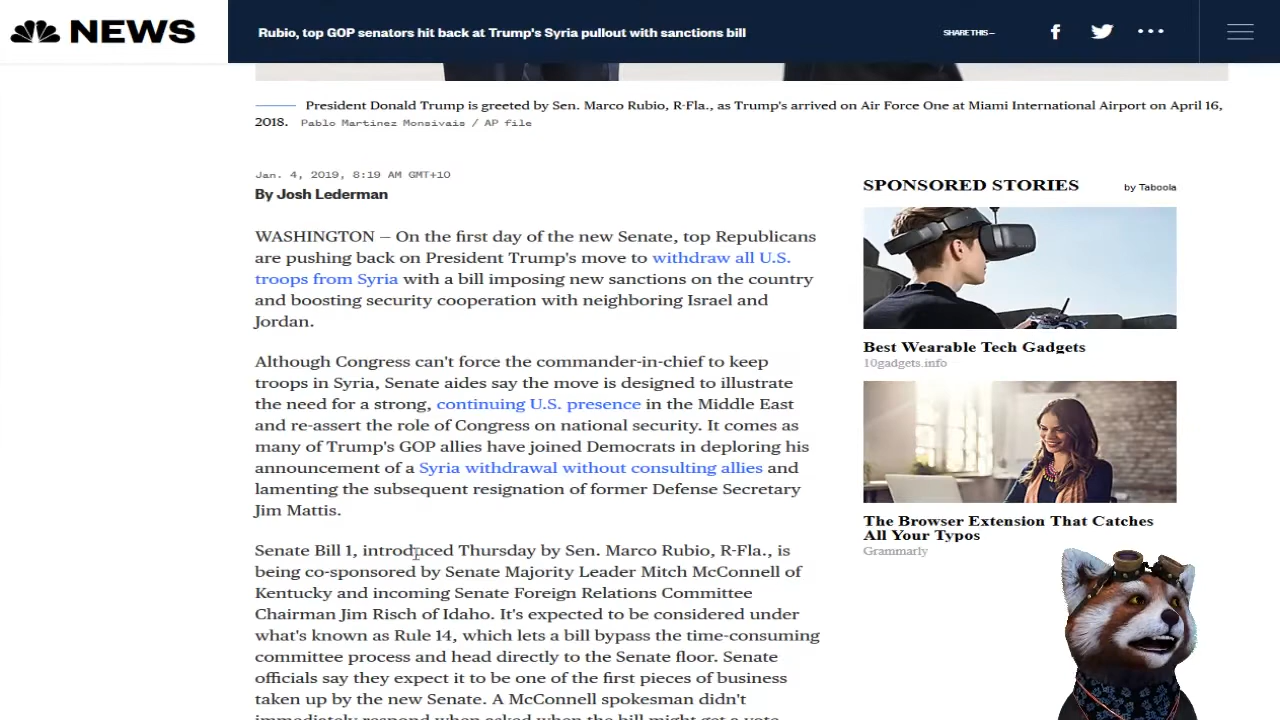 NEWS
Rubio, top GOP senators hit back at Trump's Syria pullout with sanctions bill
SHARE THIS —
President Donald Trump is greeted by Sen. Marco Rubio, R-Fla., as Trump's arrived on Air Force One at Miami International Airport on April 16,
2018. Pablo Martinez Monsivais / AP file
Jan. 4, 2019, 8:19 AM GMT+10
By Josh Lederman
WASHINGTON — On the first day of the new Senate, top Republicans
are pushing back on President Trump's move to withdraw all U.S.
troops from Syria with a bill imposing new sanctions on the country
and boosting security cooperation with neighboring Israel and
Jordan.
Although Congress can't force the commander-in-chief to keep
troops in Syria, Senate aides say the move is designed to illustrate
the need for a strong, continuing U.S. presence in the Middle East
and re-assert the role of Congress on national security. It comes as
many of Trump's GOP allies have joined Democrats in deploring his
announcement of a Syria withdrawal without consulting allies and
lamenting the subsequent resignation of former Defense Secretary
Jim Mattis.
Senate Bill 1, introduced Thursday by Sen. Marco Rubio, R-Fla., is
being co-sponsored by Senate Majority Leader Mitch McConnell of
Kentucky and incoming Senate Foreign Relations Committee
Chairman Jim Risch of Idaho. It's expected to be considered under
what's known as Rule 14, which lets a bill bypass the time-consuming
committee process and head directly to the Senate floor. Senate
officials say they expect it to be one of the first pieces of business
taken up by the new Senate. A McConnell spokesman didn't
immediately respond when asked when the bill might get a vote
SPONSORED STORIES
by Taboola
Best Wearable Tech Gadgets
10gadgets.info
The Browser Extension That Catches
All Your Typos
Grammarly